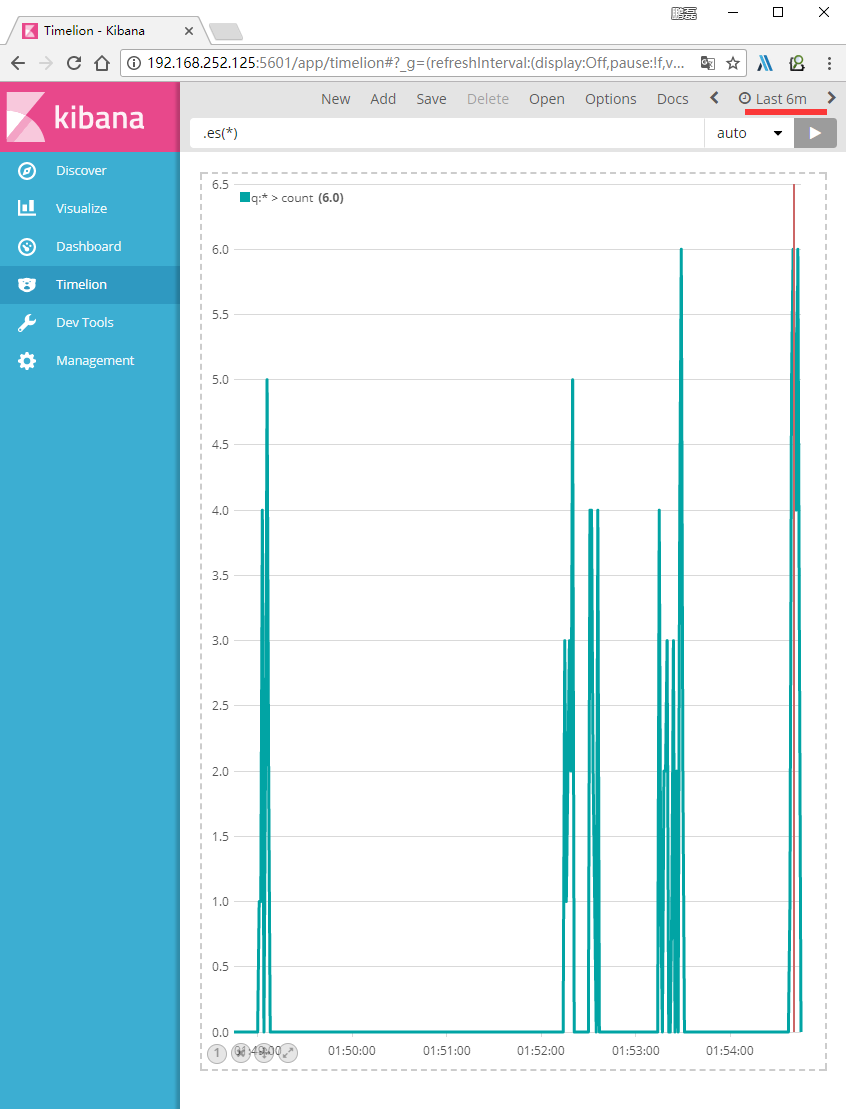 鹏磊
Timelion - Kibana
192.168.252.125:5601/app/timelion#?_g=(refreshInterval:(display:Off,pause:!f,v...
kibana
New Add Save Delete Open Options Docs Last 6m
.es(*) auto
Discover
Visualize
Dashboard
Timelion
Dev Tools
Management
q:* > count (6.0)
6.5
6.0
5.5
5.0
4.5
4.0
3.5
3.0
2.5
2.0
1.5
1.0
0.5
0.0
1
01:49:00 01:50:00 01:51:00 01:52:00 01:53:00 01:54:00